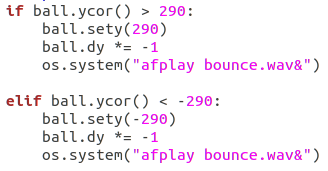 if ball.ycor() > 290:
    ball.sety(290)
    ball.dy *= -1
    os.system("afplay bounce.wav&")
elif ball.ycor() < -290:
    ball.sety(-290)
    ball.dy *= -1
    os.system("afplay bounce.wav&")